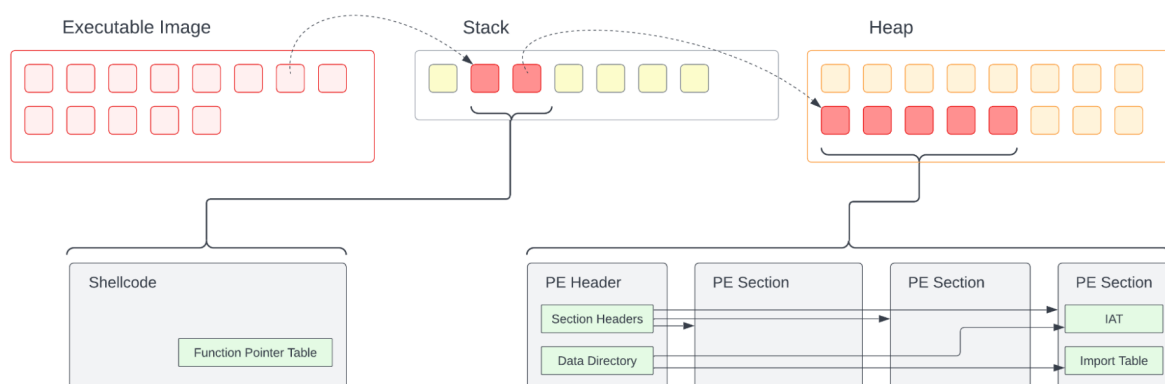 Executable Image
Stack
Heap
Shellcode
Function Pointer Table
PE Header
Section Headers
Data Directory
PE Section
PE Section
PE Section
IAT
Import Table